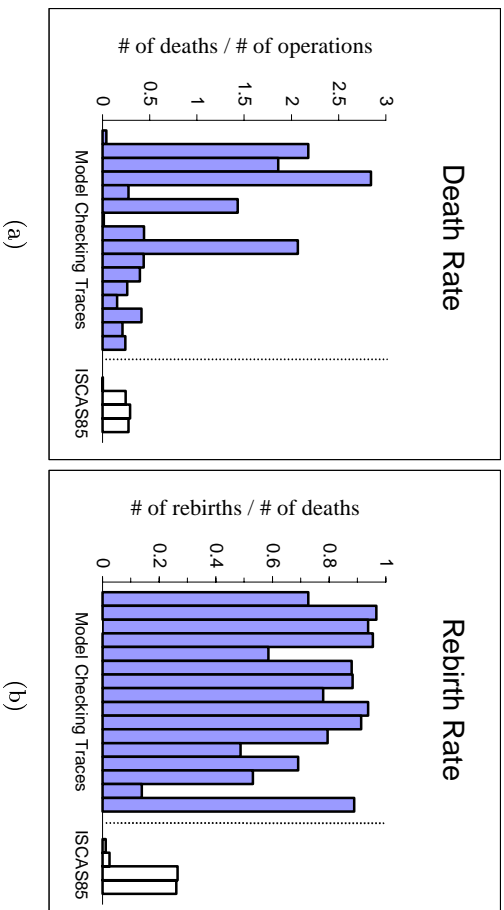 Death Rate
# of deaths / # of operations
3
2.5
2
1.5
1
0.5
0
Model Checking Traces
ISCAS85
(a)
Rebirth Rate
# of rebirths / # of deaths
1
0.8
0.6
0.4
0.2
0
Model Checking Traces
ISCAS85
(b)